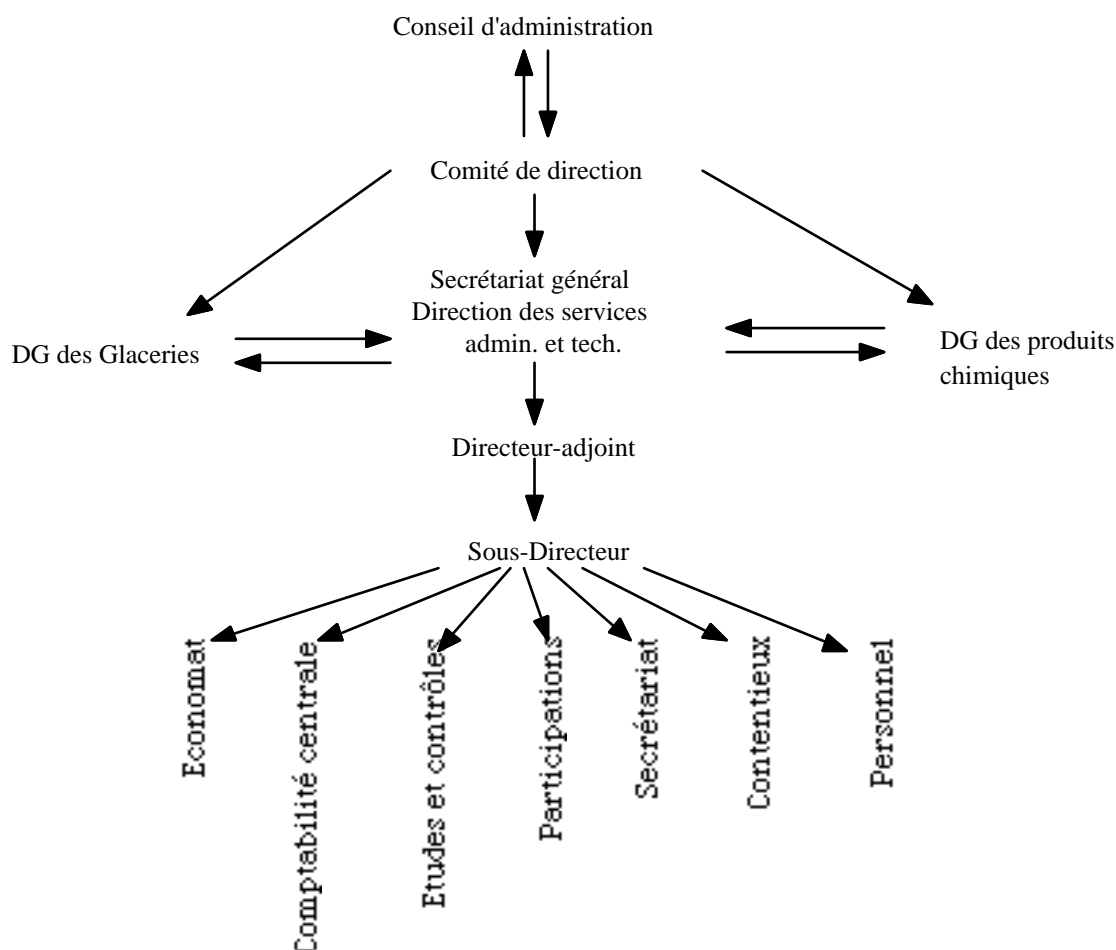 Conseil d'administration
Comité de direction
Secrétariat général
Direction des services
admin. et tech.
DG des Glaceries
DG des produits
chimiques
Directeur-adjoint
Sous-Directeur
Economat
Comptabilité centrale
Etudes et contrôles
Participations
Secrétariat
Contentieux
Personnel